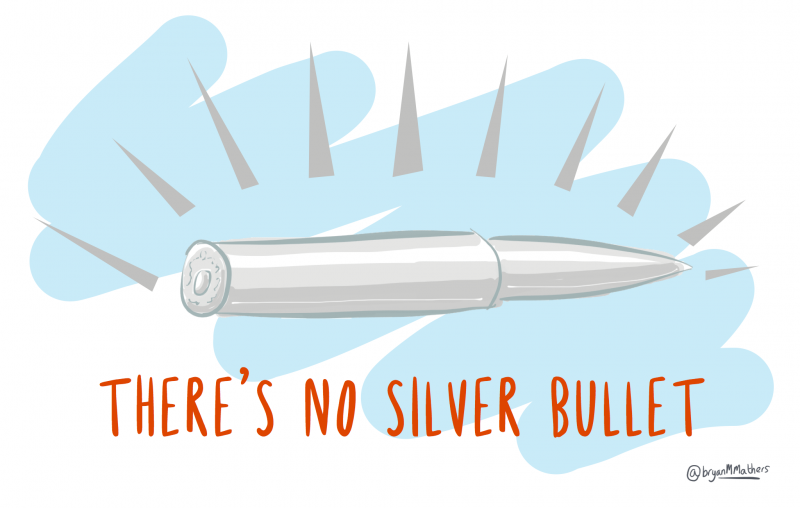 THERE'S NO SILVER BULLET
@bryanMMathers